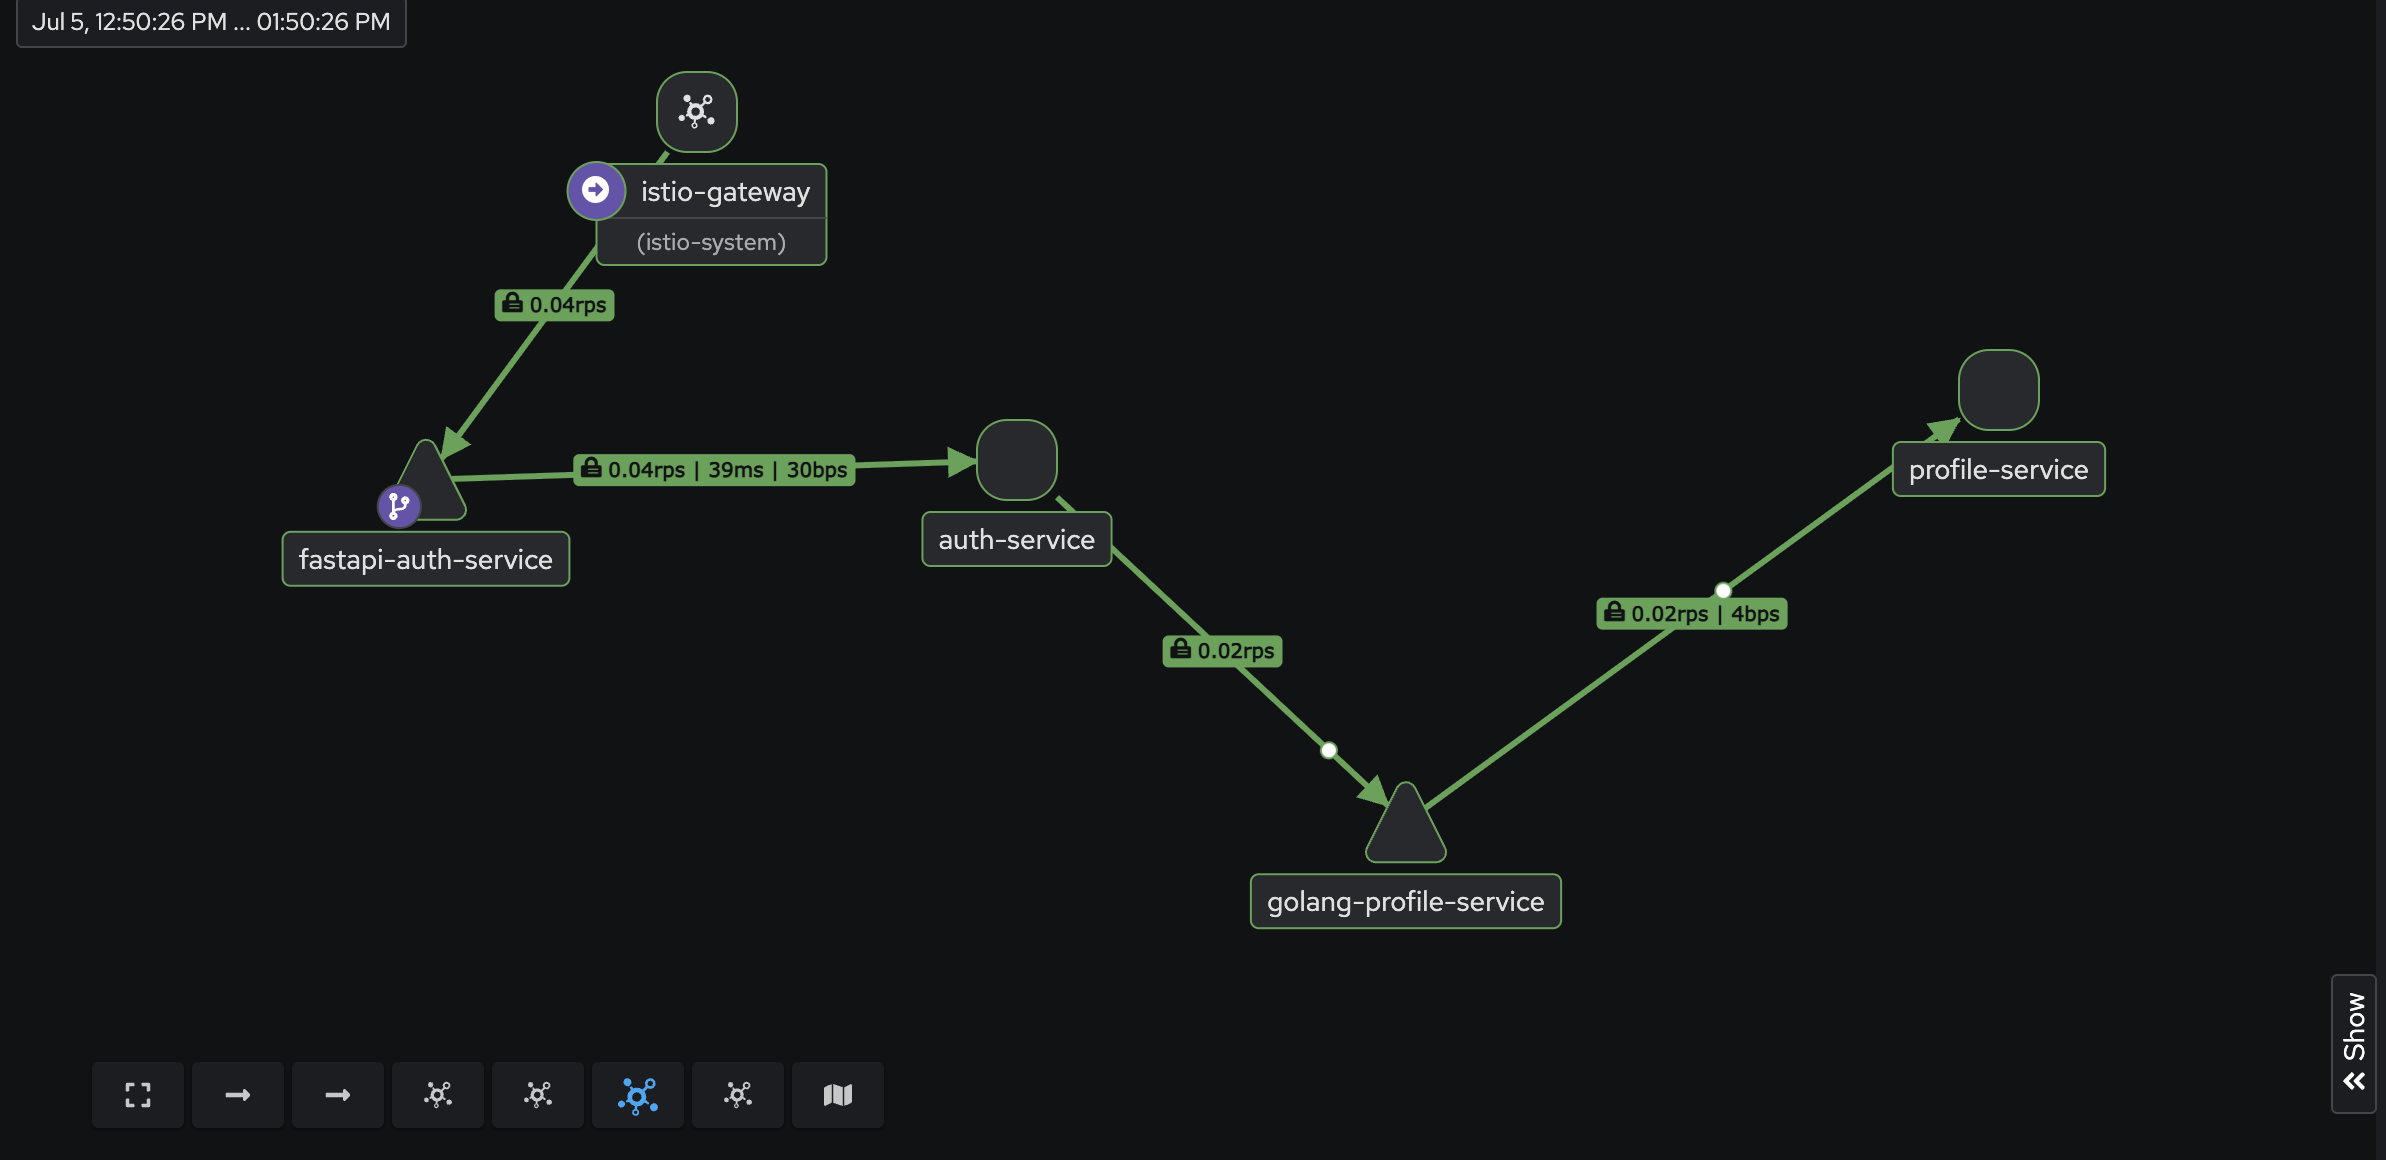 Jul 5, 12:50:26 PM ... 01:50:26 PM
istio-gateway
(istio-system)
0.04rps
0.04rps | 39ms | 30bps
fastapi-auth-service
auth-service
profile-service
0.02rps
0.02rps | 4bps
golang-profile-service
Show